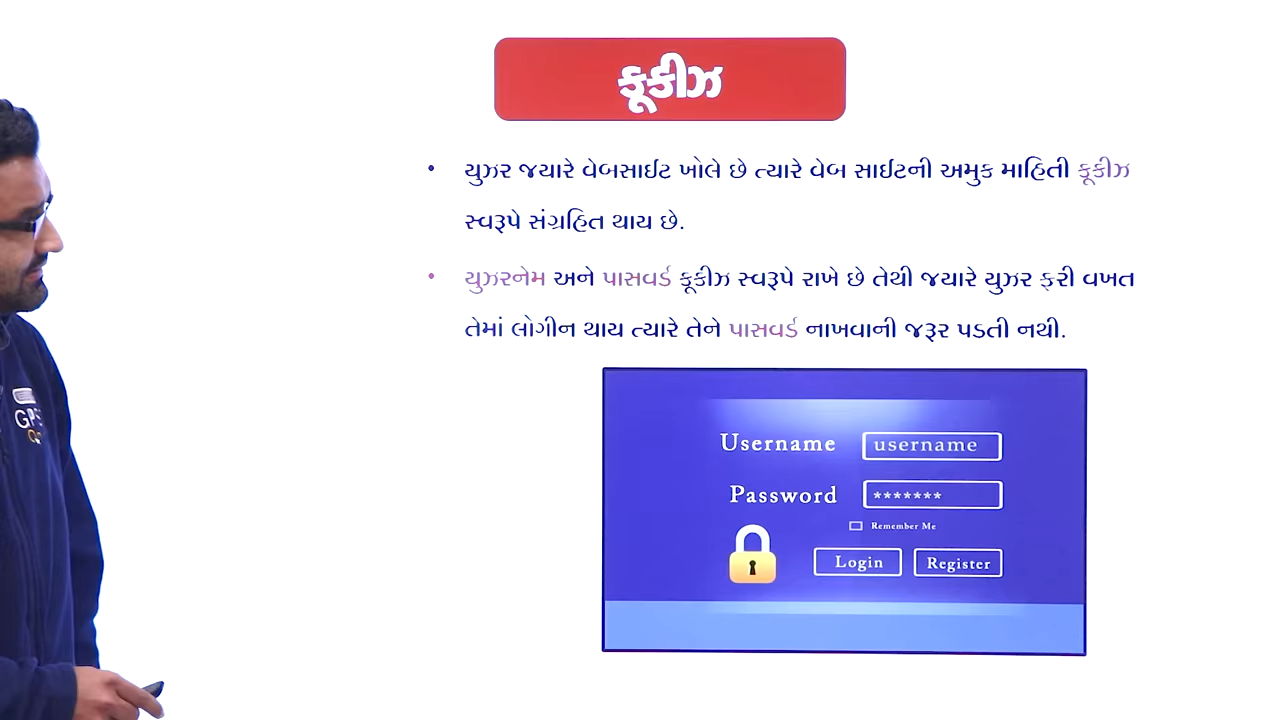 કૂકીઝ
• યુઝર જયારે વેબસાઈટ ખોલે છે ત્યારે વેબ સાઈટની અમુક માહિતી કૂકીઝ
સ્વરૂપે સંગ્રહિત થાય છે.
• યુઝરનેમ અને પાસવર્ડ કૂકીઝ સ્વરૂપે રાખે છે તેથી જયારે યુઝર ફરી વખત
તેમાં લોગીન થાય ત્યારે તેને પાસવર્ડ નાખવાની જરૂર પડતી નથી.
Username username
Password *******
Remember Me
Login Register